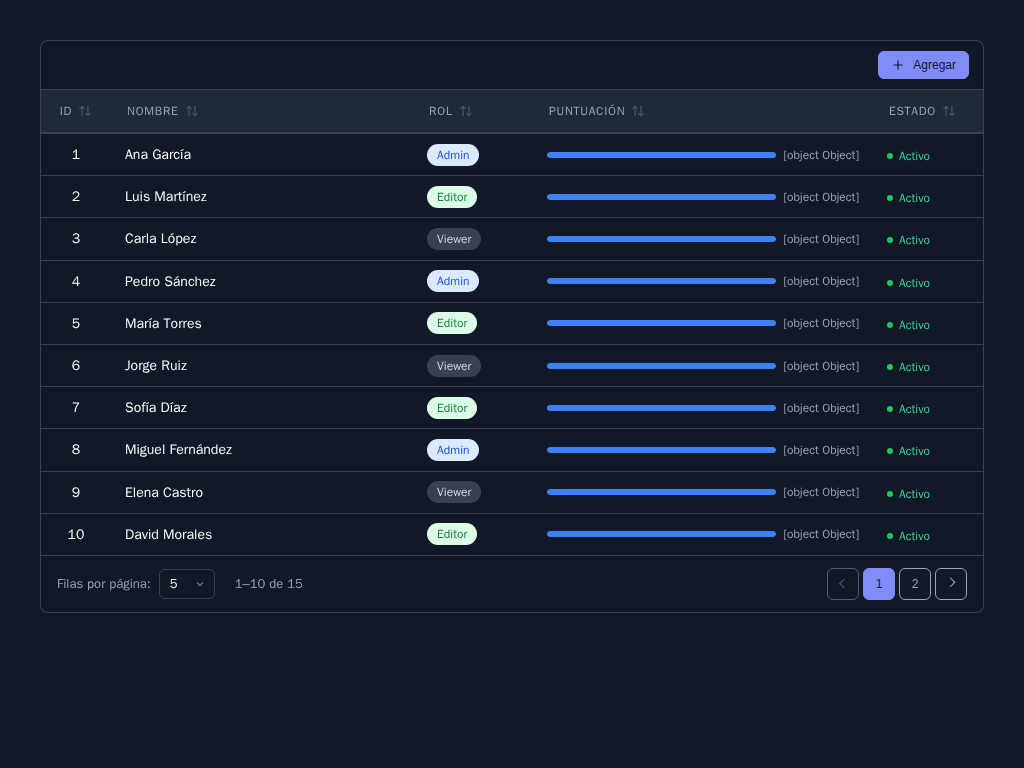 Agregar
ID NOMBRE ROL PUNTUACIÓN ESTADO
1 Ana García Admin [object Object] Activo
2 Luis Martínez Editor [object Object] Activo
3 Carla López Viewer [object Object] Activo
4 Pedro Sánchez Admin [object Object] Activo
5 María Torres Editor [object Object] Activo
6 Jorge Ruiz Viewer [object Object] Activo
7 Sofía Díaz Editor [object Object] Activo
8 Miguel Fernández Admin [object Object] Activo
9 Elena Castro Viewer [object Object] Activo
10 David Morales Editor [object Object] Activo
Filas por página: 5 1–10 de 15 1 2